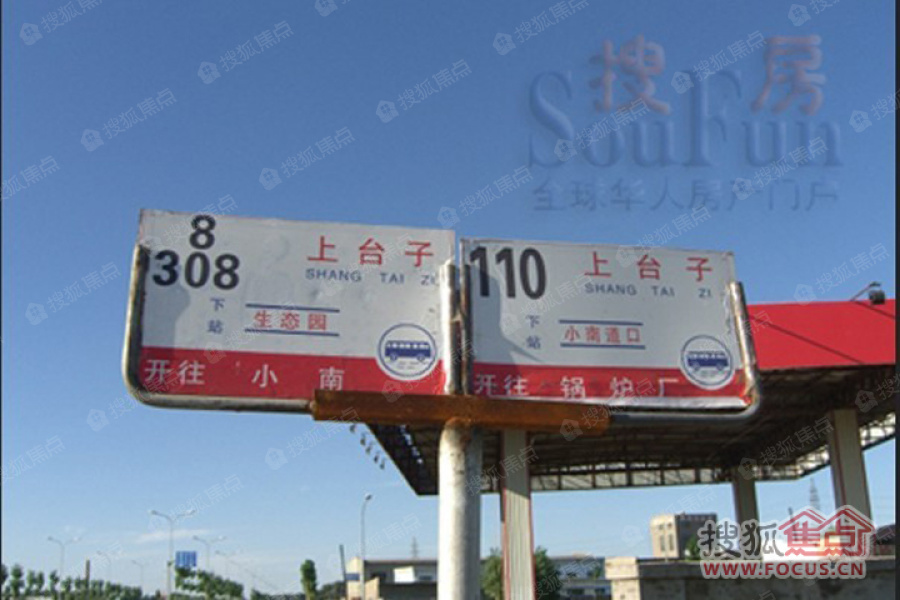 搜房
SouFun
全球华人房产门户
8
308
上台子
SHANG TAI ZI
下站
生态园
开往 小南
110
上台子
SHANG TAI ZI
下站
小南道口
开往 锅炉厂
搜狐焦点
WWW.FOCUS.CN